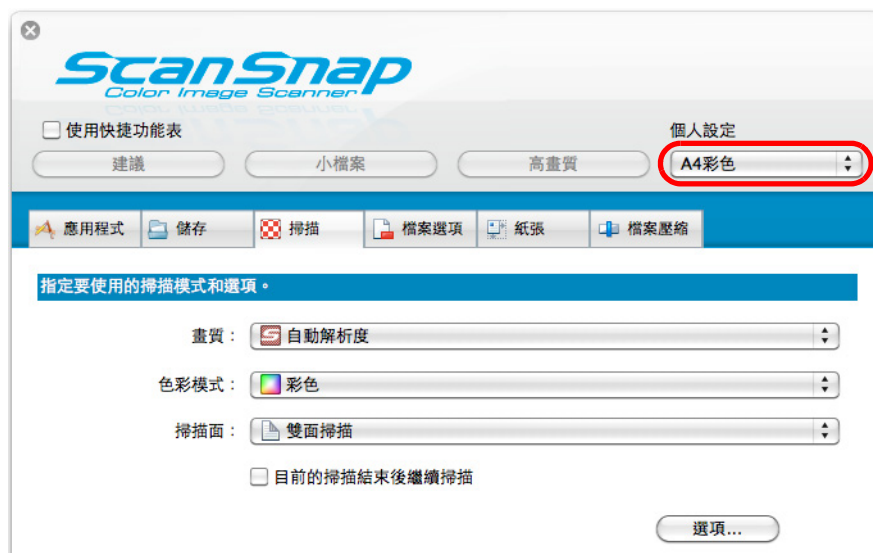 ScanSnap
Color Image Scanner
使用快捷功能表
個人設定
建議 小檔案 高畫質 A4彩色
應用程式 儲存 掃描 檔案選項 紙張 檔案壓縮
指定要使用的掃描模式和選項。
畫質： 自動解析度
色彩模式： 彩色
掃描面： 雙面掃描
目前的掃描結束後繼續掃描
選項...